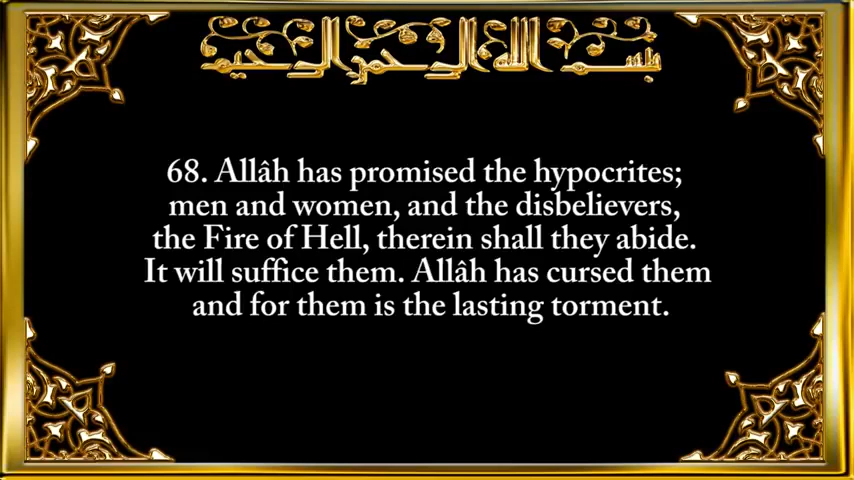 بسم الله الرحمن الرحيم
68. Allâh has promised the hypocrites;
men and women, and the disbelievers,
the Fire of Hell, therein shall they abide.
It will suffice them. Allâh has cursed them
and for them is the lasting torment.